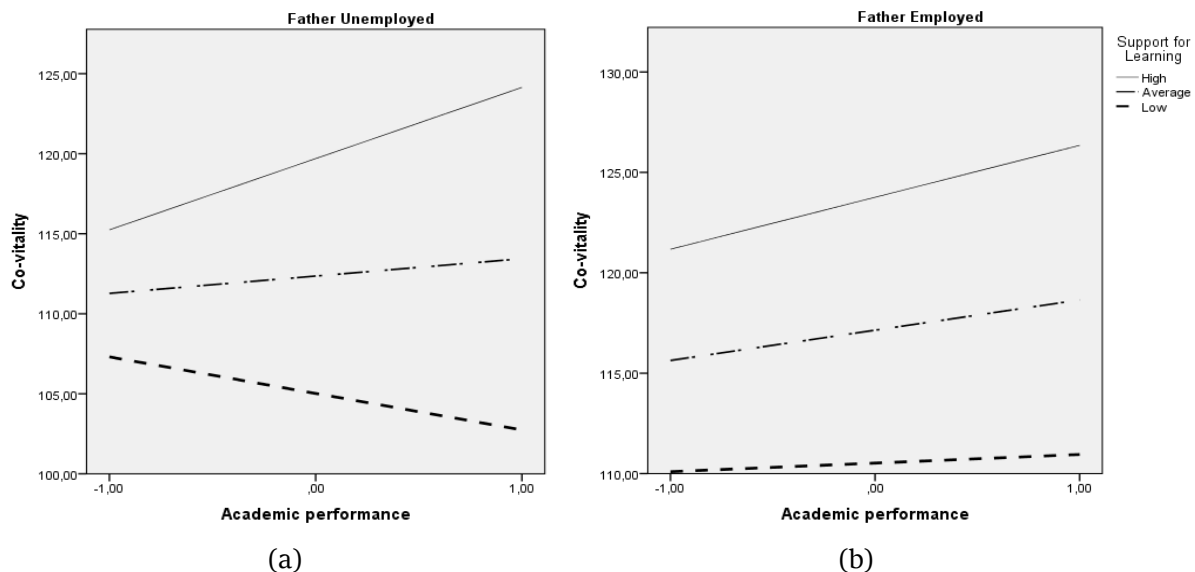 Father Unemployed
125,00
120,00
115,00
110,00
105,00
100,00
Co-vitality
-1,00
,00
1,00
Academic performance
(a)
Father Employed
130,00
125,00
120,00
115,00
110,00
Co-vitality
-1,00
,00
1,00
Academic performance
(b)
Support for
Learning
High
Average
Low